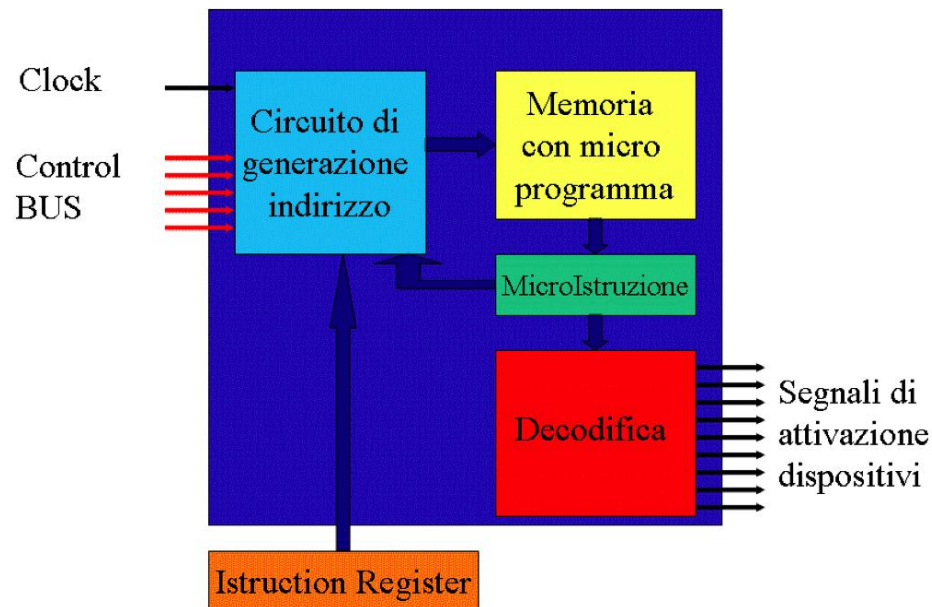 Clock
Control
BUS
Circuito di
generazione
indirizzo
Memoria
con micro
programma
MicroIstruzione
Decodifica
Segnali di
attivazione
dispositivi
Istruction Register